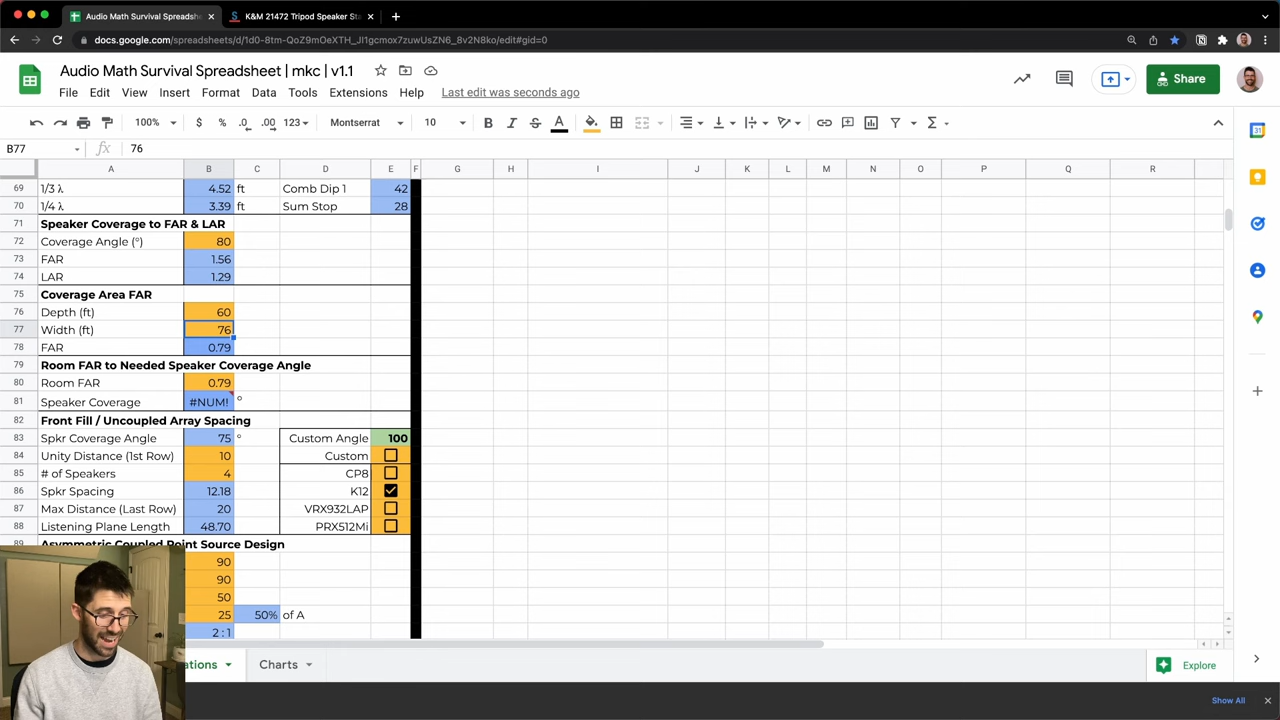 Audio Math Survival Spreadshe
K&M 21472 Tripod Speaker Sta
docs.google.com/spreadsheets/d/1d0-8tm-QoZ9mOeXTH_JI1gcmox7zuwUsZN6_8v2N8ko/edit#gid=0
Audio Math Survival Spreadsheet | mkc | v1.1
File Edit View Insert Format Data Tools Extensions Help Last edit was seconds ago
Share
100% $ % .0 .00 123 Montserrat 10 B I S A Σ
B77 fx 76
A B C D E F G H I J K L M N O P Q R
69 1/3 λ 4.52 ft Comb Dip 1 42
70 1/4 λ 3.39 ft Sum Stop 28
71 Speaker Coverage to FAR & LAR
72 Coverage Angle (°) 80
73 FAR 1.56
74 LAR 1.29
75 Coverage Area FAR
76 Depth (ft) 60
77 Width (ft) 76
78 FAR 0.79
79 Room FAR to Needed Speaker Coverage Angle
80 Room FAR 0.79
81 Speaker Coverage #NUM! °
82 Front Fill / Uncoupled Array Spacing
83 Spkr Coverage Angle 75 ° Custom Angle 100
84 Unity Distance (1st Row) 10 Custom
85 # of Speakers 4 CP8
86 Spkr Spacing 12.18 K12
87 Max Distance (Last Row) 20 VRX932LAP
88 Listening Plane Length 48.70 PRX512Mi
89 Asymmetric Coupled Point Source Design
90
90
50
25 50% of A
2 : 1
ations Charts
Explore
Show All